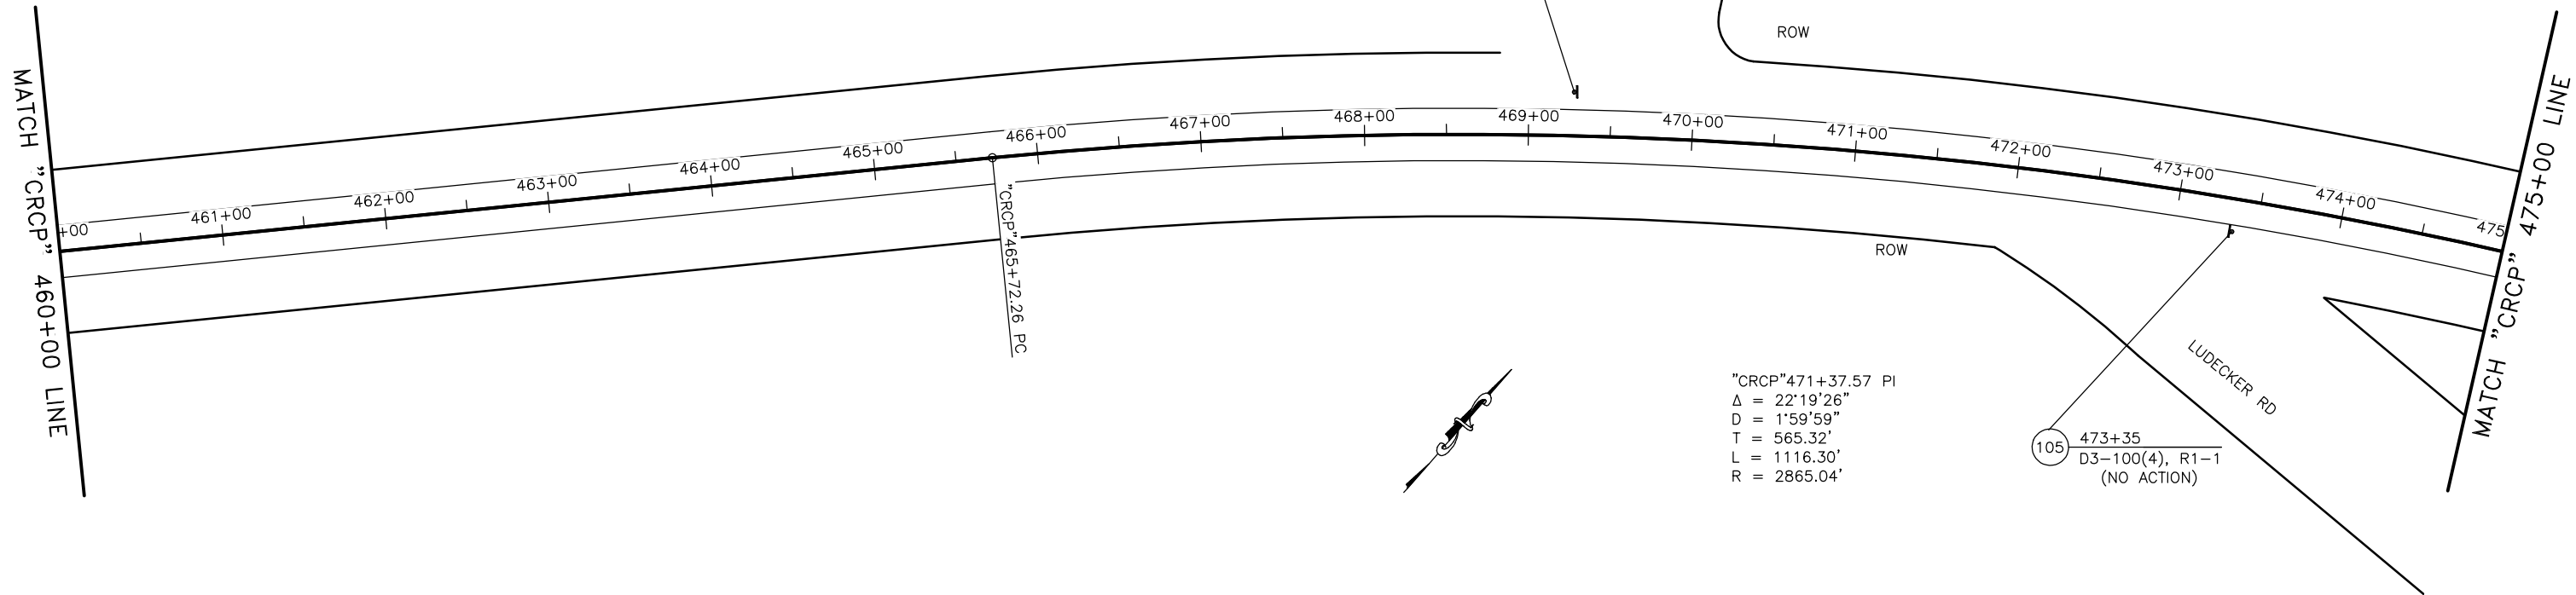 ROW
MATCH "CRCP" 460+00 LINE
+00
461+00
462+00
463+00
464+00
465+00
466+00
467+00
468+00
469+00
470+00
471+00
472+00
473+00
474+00
475
MATCH "CRCP" 475+00 LINE
"CRCP"465+72.26 PC
ROW
LUDECKER RD
"CRCP"471+37.57 PI
Δ = 22°19'26"
D = 1°59'59"
T = 565.32'
L = 1116.30'
R = 2865.04'
105
473+35
D3-100(4), R1-1
(NO ACTION)